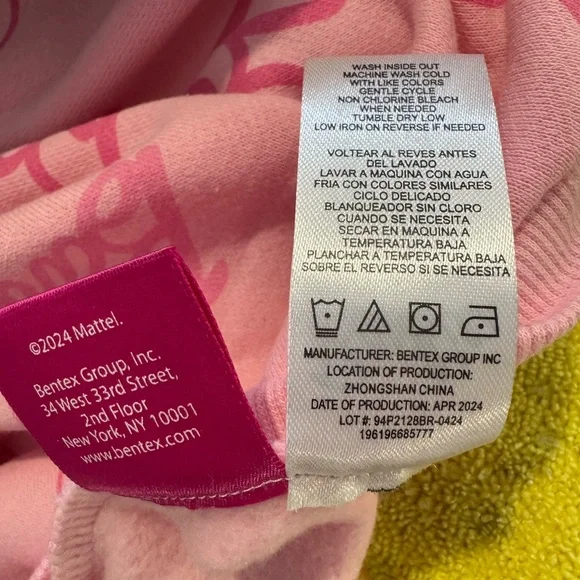 WASH INSIDE OUT
MACHINE WASH COLD
WITH LIKE COLORS
GENTLE CYCLE
NON CHLORINE BLEACH
WHEN NEEDED
TUMBLE DRY LOW
LOW IRON ON REVERSE IF NEEDED
VOLTEAR AL REVES ANTES
DEL LAVADO
LAVAR A MAQUINA CON AGUA
FRIA CON COLORES SIMILARES
CICLO DELICADO
BLANQUEADOR SIN CLORO
CUANDO SE NECESITA
SECAR EN MAQUINA A
TEMPERATURA BAJA
PLANCHAR A TEMPERATURA BAJA
SOBRE EL REVERSO SI SE NECESITA
MANUFACTURER: BENTEX GROUP INC
LOCATION OF PRODUCTION:
ZHONGSHAN CHINA
DATE OF PRODUCTION: APR 2024
LOT #: 94P2128BR-0424
196196685777
©2024 Mattel.
Bentex Group, Inc.
34 West 33rd Street,
2nd Floor
New York, NY 10001
www.bentex.com